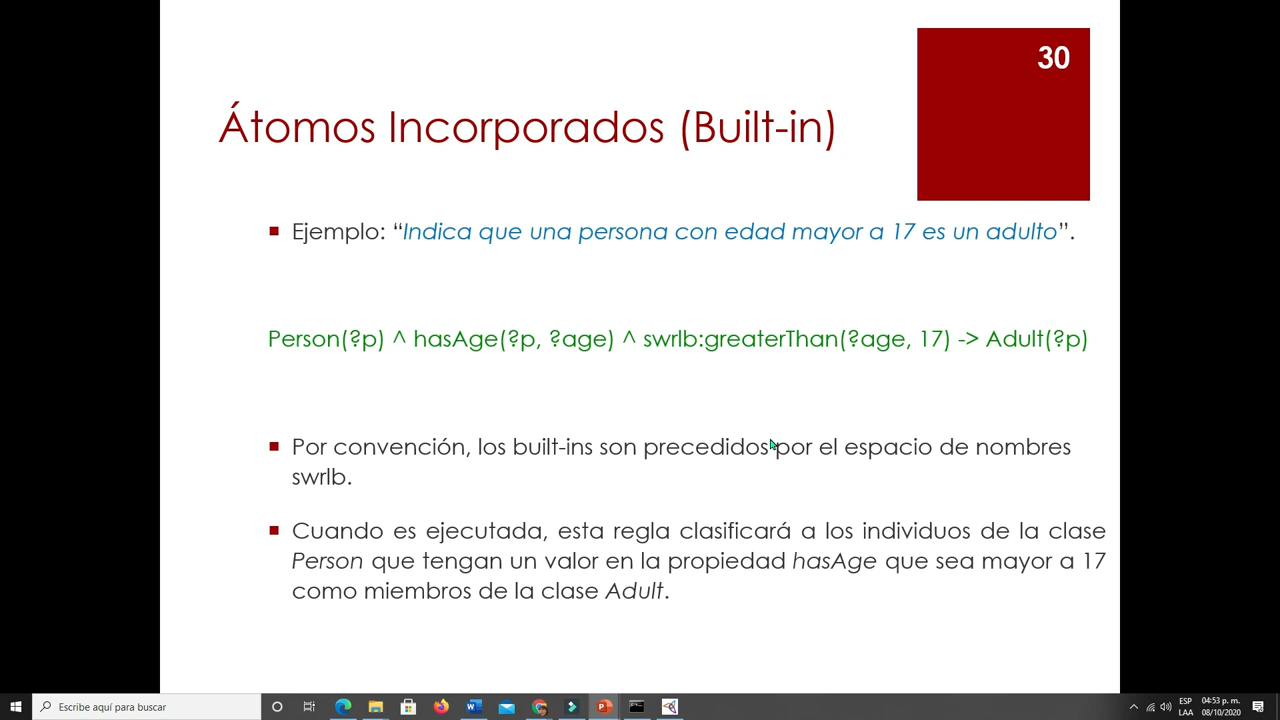 30
Átomos Incorporados (Built-in)
Ejemplo: “Indica que una persona con edad mayor a 17 es un adulto”.
Person(?p) ^ hasAge(?p, ?age) ^ swrlb:greaterThan(?age, 17) -> Adult(?p)
Por convención, los built-ins son precedidos por el espacio de nombres
swrlb.
Cuando es ejecutada, esta regla clasificará a los individuos de la clase
Person que tengan un valor en la propiedad hasAge que sea mayor a 17
como miembros de la clase Adult.
Escribe aquí para buscar
ESP
LAA
04:53 p. m.
08/10/2020